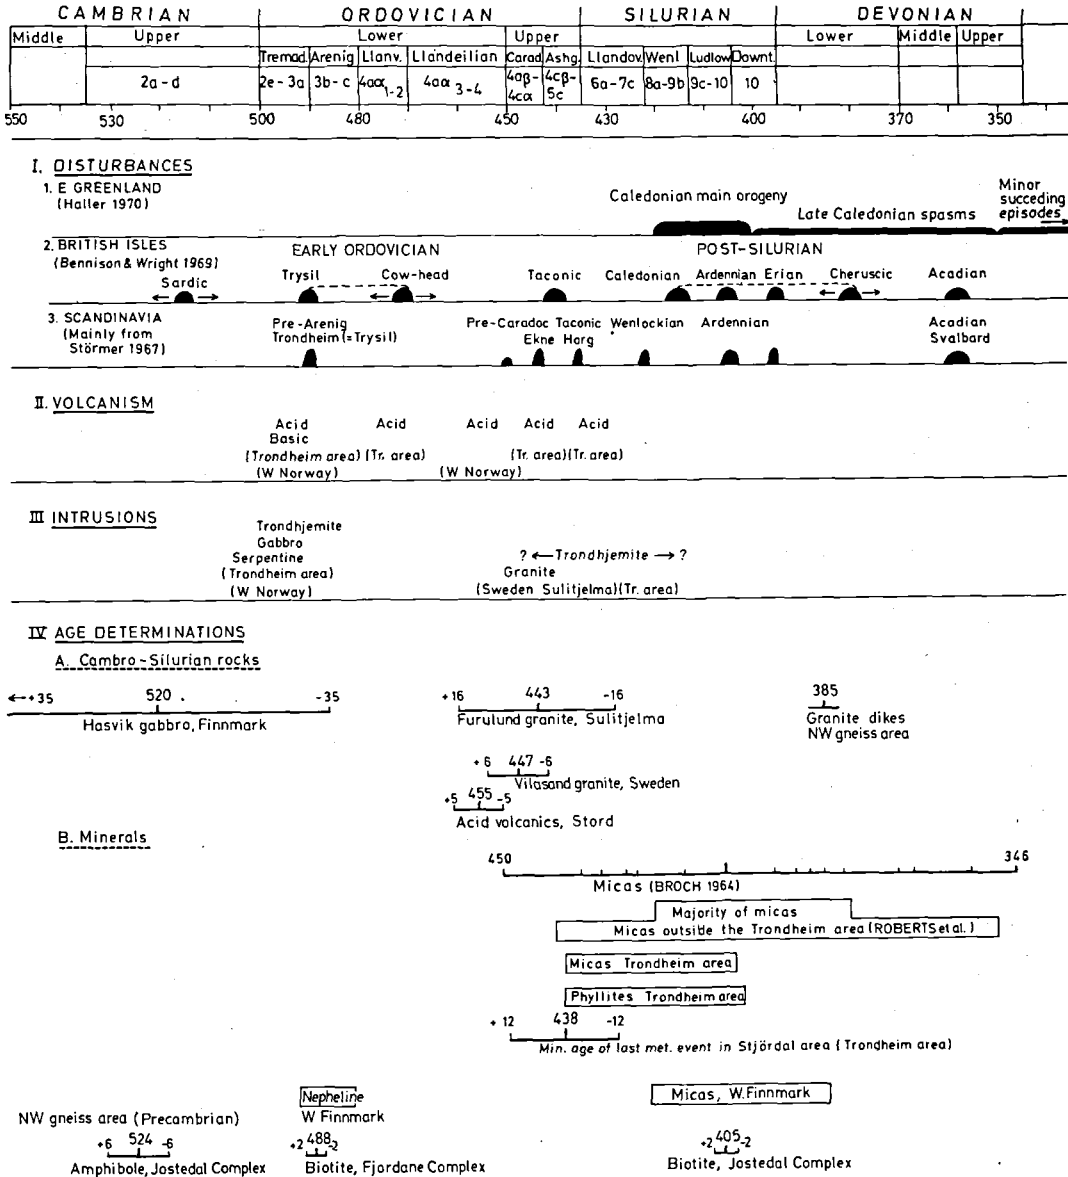 CAMBRIAN ORDOVICIAN SILURIAN DEVONIAN
Middle Upper Lower Upper Lower Middle Upper
Tremad. Arenig Llanv. Llandeilian Carad. Ashg. Llandov. Wenl Ludlow Downt.
2a-d 2e-3a 3b-c 4aα1-2 4aα 3-4 4aβ-4cα 4cβ-5c 6a-7c 8a-9b 9c-10 10
550 530 500 480 450 430 400 370 350
I. DISTURBANCES
1. E GREENLAND
(Haller 1970)
Caledonian main orogeny
Late Caledonian spasms
Minor
succeding
episodes
2. BRITISH ISLES
(Bennison & Wright 1969)
EARLY ORDOVICIAN POST-SILURIAN
Sardic Trysil Cow-head Taconic Caledonian Ardennian Erian Cheruscic Acadian
3. SCANDINAVIA
(Mainly from
Störmer 1967)
Pre-Arenig
Trondheim (=Trysil)
Pre-Caradoc Taconic Wenlockian Ardennian
Ekne Horg
Acadian
Svalbard
II. VOLCANISM
Acid Acid Acid Acid Acid
Basic
(Trondheim area) (Tr. area) (Tr. area) (Tr. area)
(W Norway) (W Norway)
III INTRUSIONS
Trondhjemite
Gabbro
Serpentine
(Trondheim area)
(W Norway)
? ←Trondhjemite → ?
Granite
(Sweden Sulitjelma) (Tr. area)
IV AGE DETERMINATIONS
A. Cambro-Silurian rocks
←+35 520 -35
Hasvik gabbro, Finnmark
+16 443 -16
Furulund granite, Sulitjelma
385
Granite dikes
NW gneiss area
+6 447 -6
Vilasand granite, Sweden
+5 455 -5
Acid volcanics, Stord
B. Minerals
450 346
Micas (BROCH 1964)
Majority of micas
Micas outside the Trondheim area (ROBERTS et al.)
Micas Trondheim area
Phyllites Trondheim area
+12 438 -12
Min. age of last met. event in Stjördal area (Trondheim area)
Nepheline
W Finnmark
Micas, W. Finnmark
NW gneiss area (Precambrian)
+6 524 -6
Amphibole, Jostedal Complex
+2 488 -2
Biotite, Fjordane Complex
+2 405 -2
Biotite, Jostedal Complex